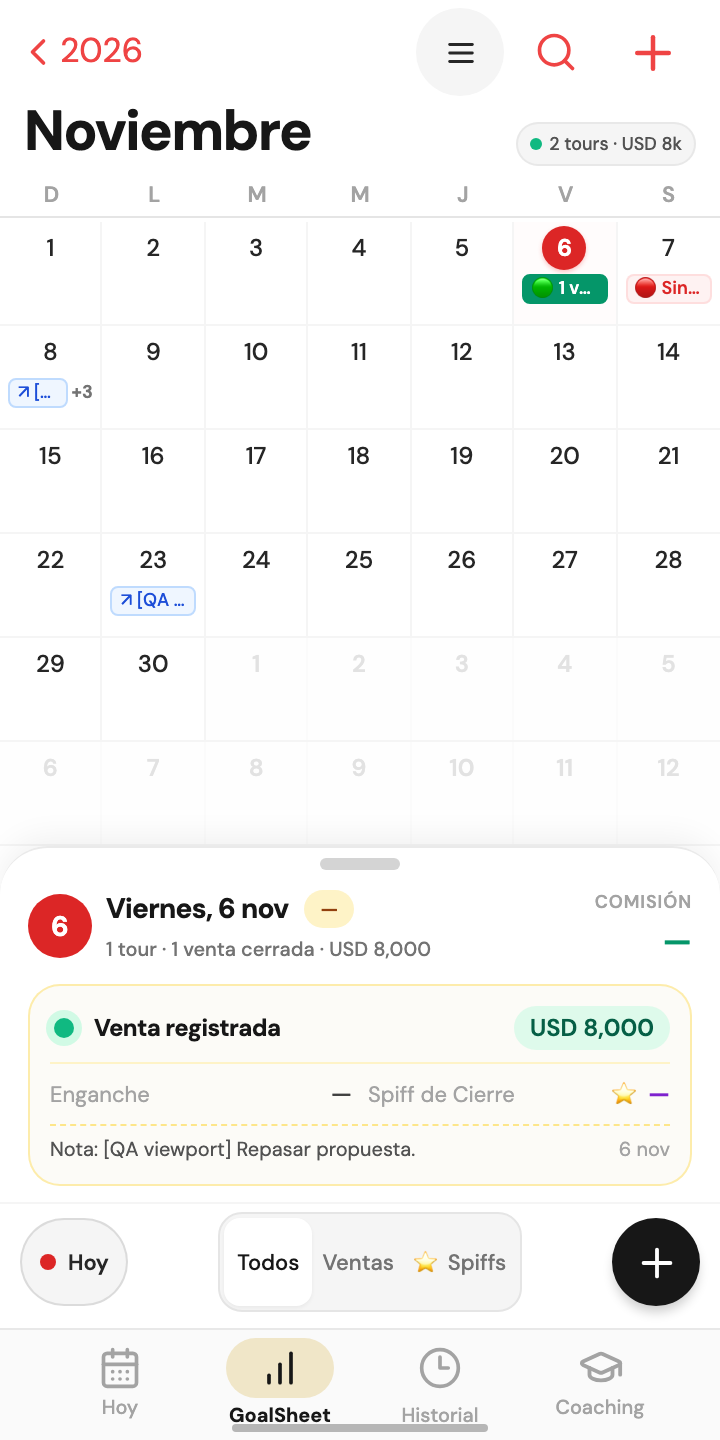 2026
Noviembre
2 tours · USD 8k
D L M M J V S
1 2 3 4 5 6 7
1 v... Sin...
8 9 10 11 12 13 14
[... +3
15 16 17 18 19 20 21
22 23 24 25 26 27 28
[QA ...
29 30 1 2 3 4 5
6 7 8 9 10 11 12
6 Viernes, 6 nov — COMISIÓN
1 tour · 1 venta cerrada · USD 8,000 —
Venta registrada USD 8,000
Enganche — Spiff de Cierre ⭐ —
Nota: [QA viewport] Repasar propuesta. 6 nov
Hoy Todos Ventas ⭐ Spiffs
Hoy GoalSheet Historial Coaching